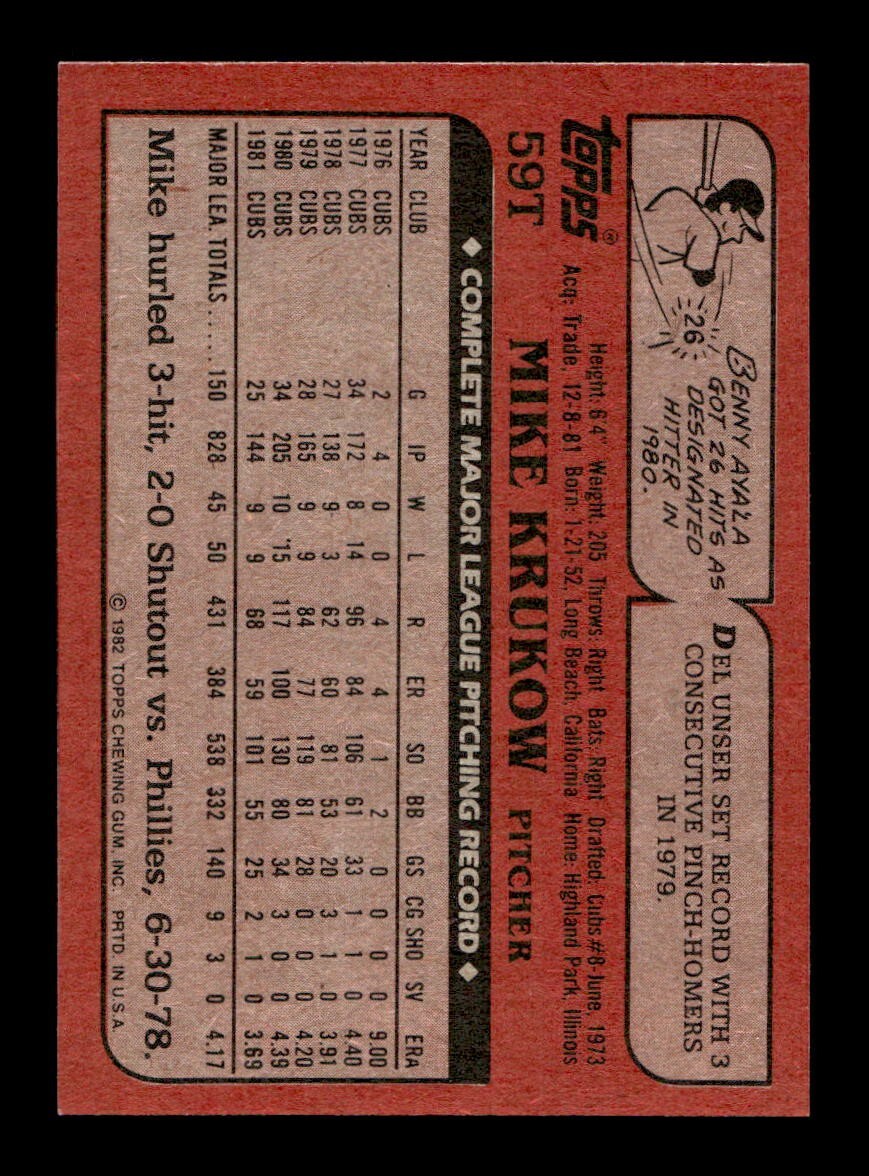 BENNY AYALA
GOT 26 HITS AS
DESIGNATED
HITTER IN
1980.
26
DEL UNSER SET RECORD WITH 3
CONSECUTIVE PINCH-HOMERS
IN 1979.
Topps®
Height: 6'4" Weight: 205 Throws: Right Bats: Right Drafted: Cubs #8-June, 1973
Acq: Trade, 12-8-81 Born: 1-21-52, Long Beach, California Home: Highland Park, Illinois
59T MIKE KRUKOW PITCHER
◆ COMPLETE MAJOR LEAGUE PITCHING RECORD ◆
YEAR CLUB G IP W L R ER SO BB GS CG SHO SV ERA
1976 CUBS 2 4 0 0 4 4 1 2 0 0 0 0 9.00
1977 CUBS 34 172 8 14 96 84 106 61 33 1 1 0 4.40
1978 CUBS 27 138 9 3 62 60 81 53 20 3 1 0 3.91
1979 CUBS 28 165 9 9 84 77 119 81 28 0 0 0 4.20
1980 CUBS 34 205 10 15 117 100 130 80 34 3 0 0 4.39
1981 CUBS 25 144 9 9 68 59 101 55 25 2 1 0 3.69
MAJOR LEA. TOTALS..... 150 828 45 50 431 384 538 332 140 9 3 0 4.17
Mike hurled 3-hit, 2-0 Shutout vs. Phillies, 6-30-78.
© 1982 TOPPS CHEWING GUM, INC. PRTD. IN U.S.A.